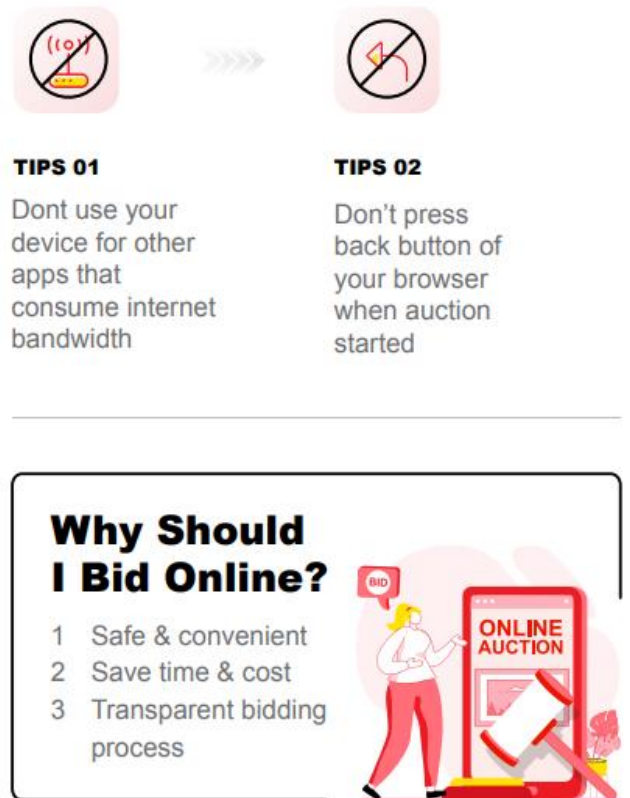 TIPS 01
Dont use your
device for other
apps that
consume internet
bandwidth
TIPS 02
Don't press
back button of
your browser
when auction
started
Why Should
I Bid Online?
1 Safe & convenient
2 Save time & cost
3 Transparent bidding
process
BID
ONLINE
AUCTION